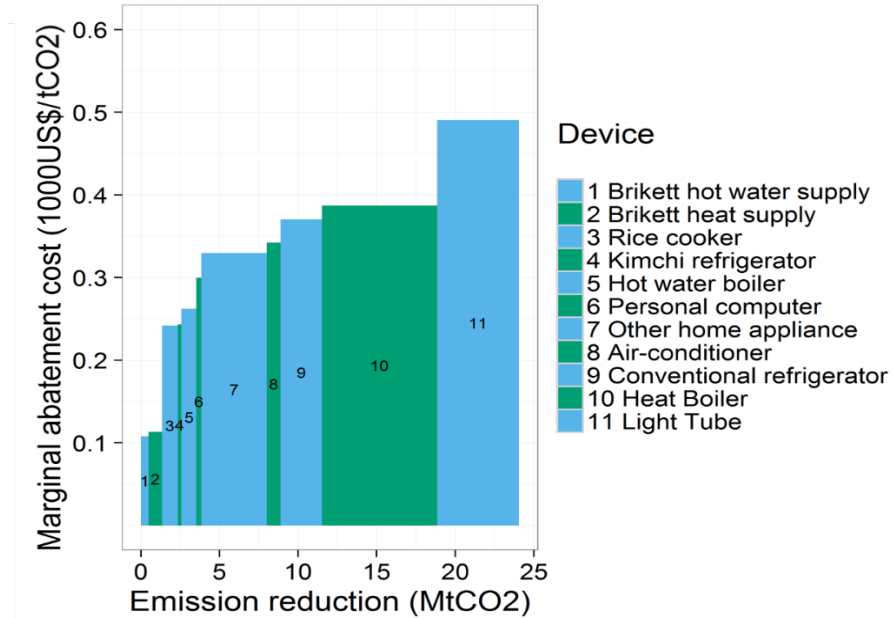 Marginal abatement cost (1000US$/tCO2)
0.6
0.5
0.4
0.3
0.2
0.1
1
2
3
4
5
6
7
8
9
10
11
0
5
10
15
20
25
Emission reduction (MtCO2)
Device
1 Brikett hot water supply
2 Brikett heat supply
3 Rice cooker
4 Kimchi refrigerator
5 Hot water boiler
6 Personal computer
7 Other home appliance
8 Air-conditioner
9 Conventional refrigerator
10 Heat Boiler
11 Light Tube